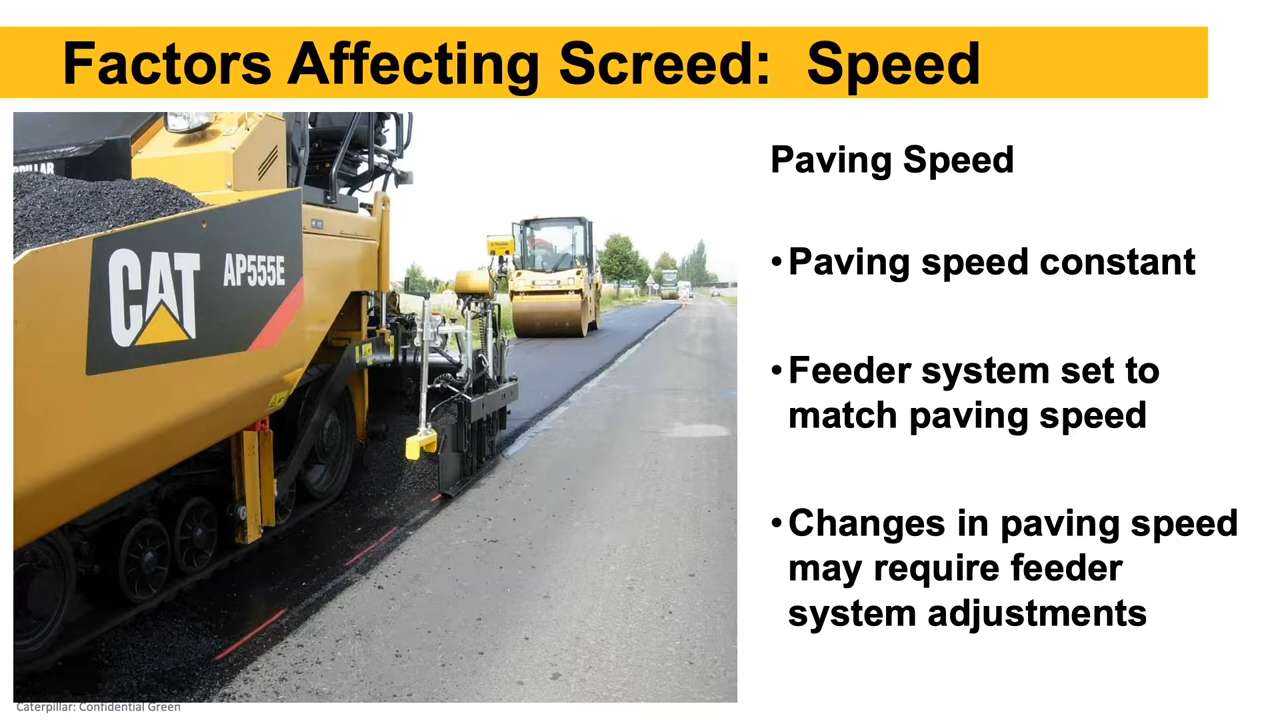 Factors Affecting Screed:  Speed
CAT
AP555E
Paving Speed
•Paving speed constant
•Feeder system set to
match paving speed
•Changes in paving speed
may require feeder
system adjustments
Caterpillar: Confidential Green